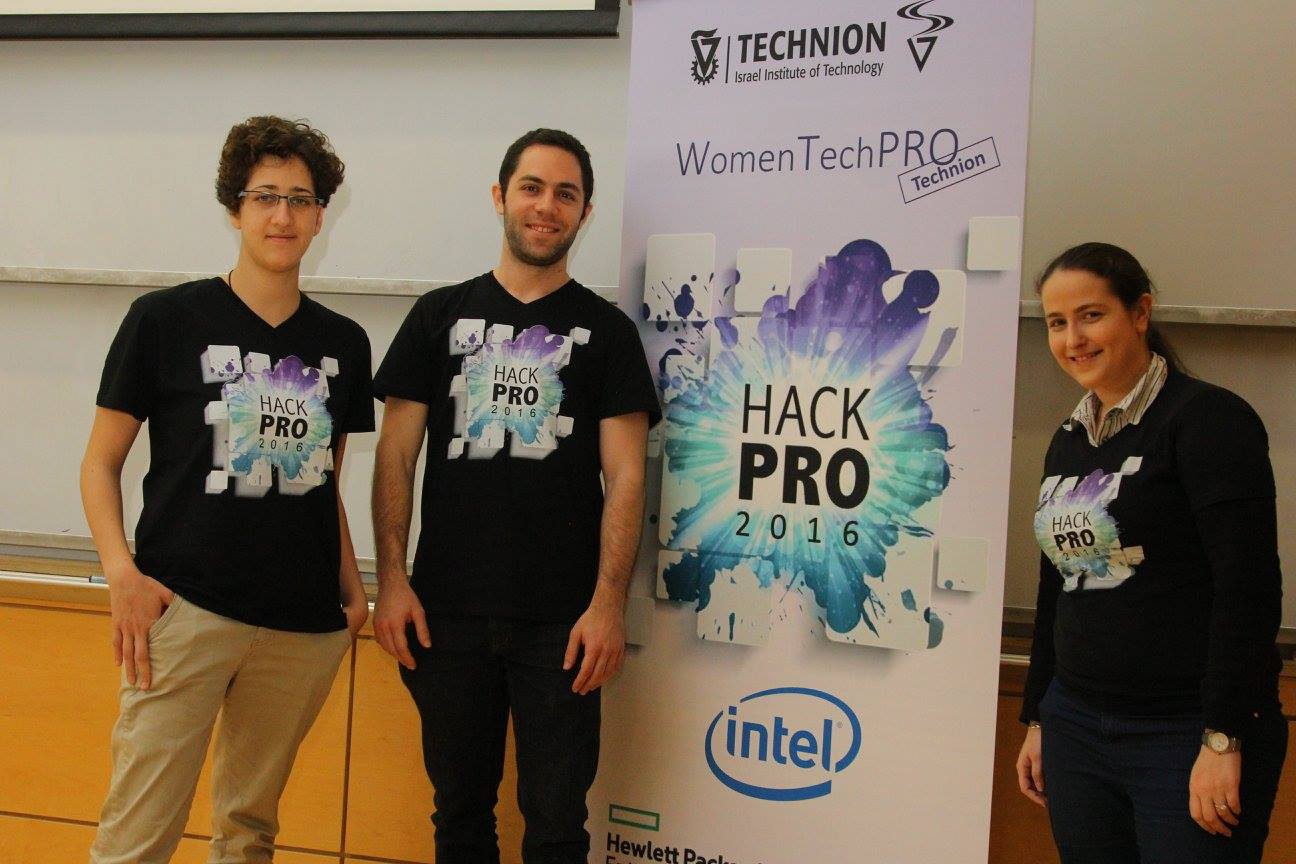 TECHNION
Israel Institute of Technology
WomenTechPRO
Technion
HACK
PRO
2016
intel
Hewlett
HACK
PRO
2016
HACK
PRO
2016
HACK
PRO
2016